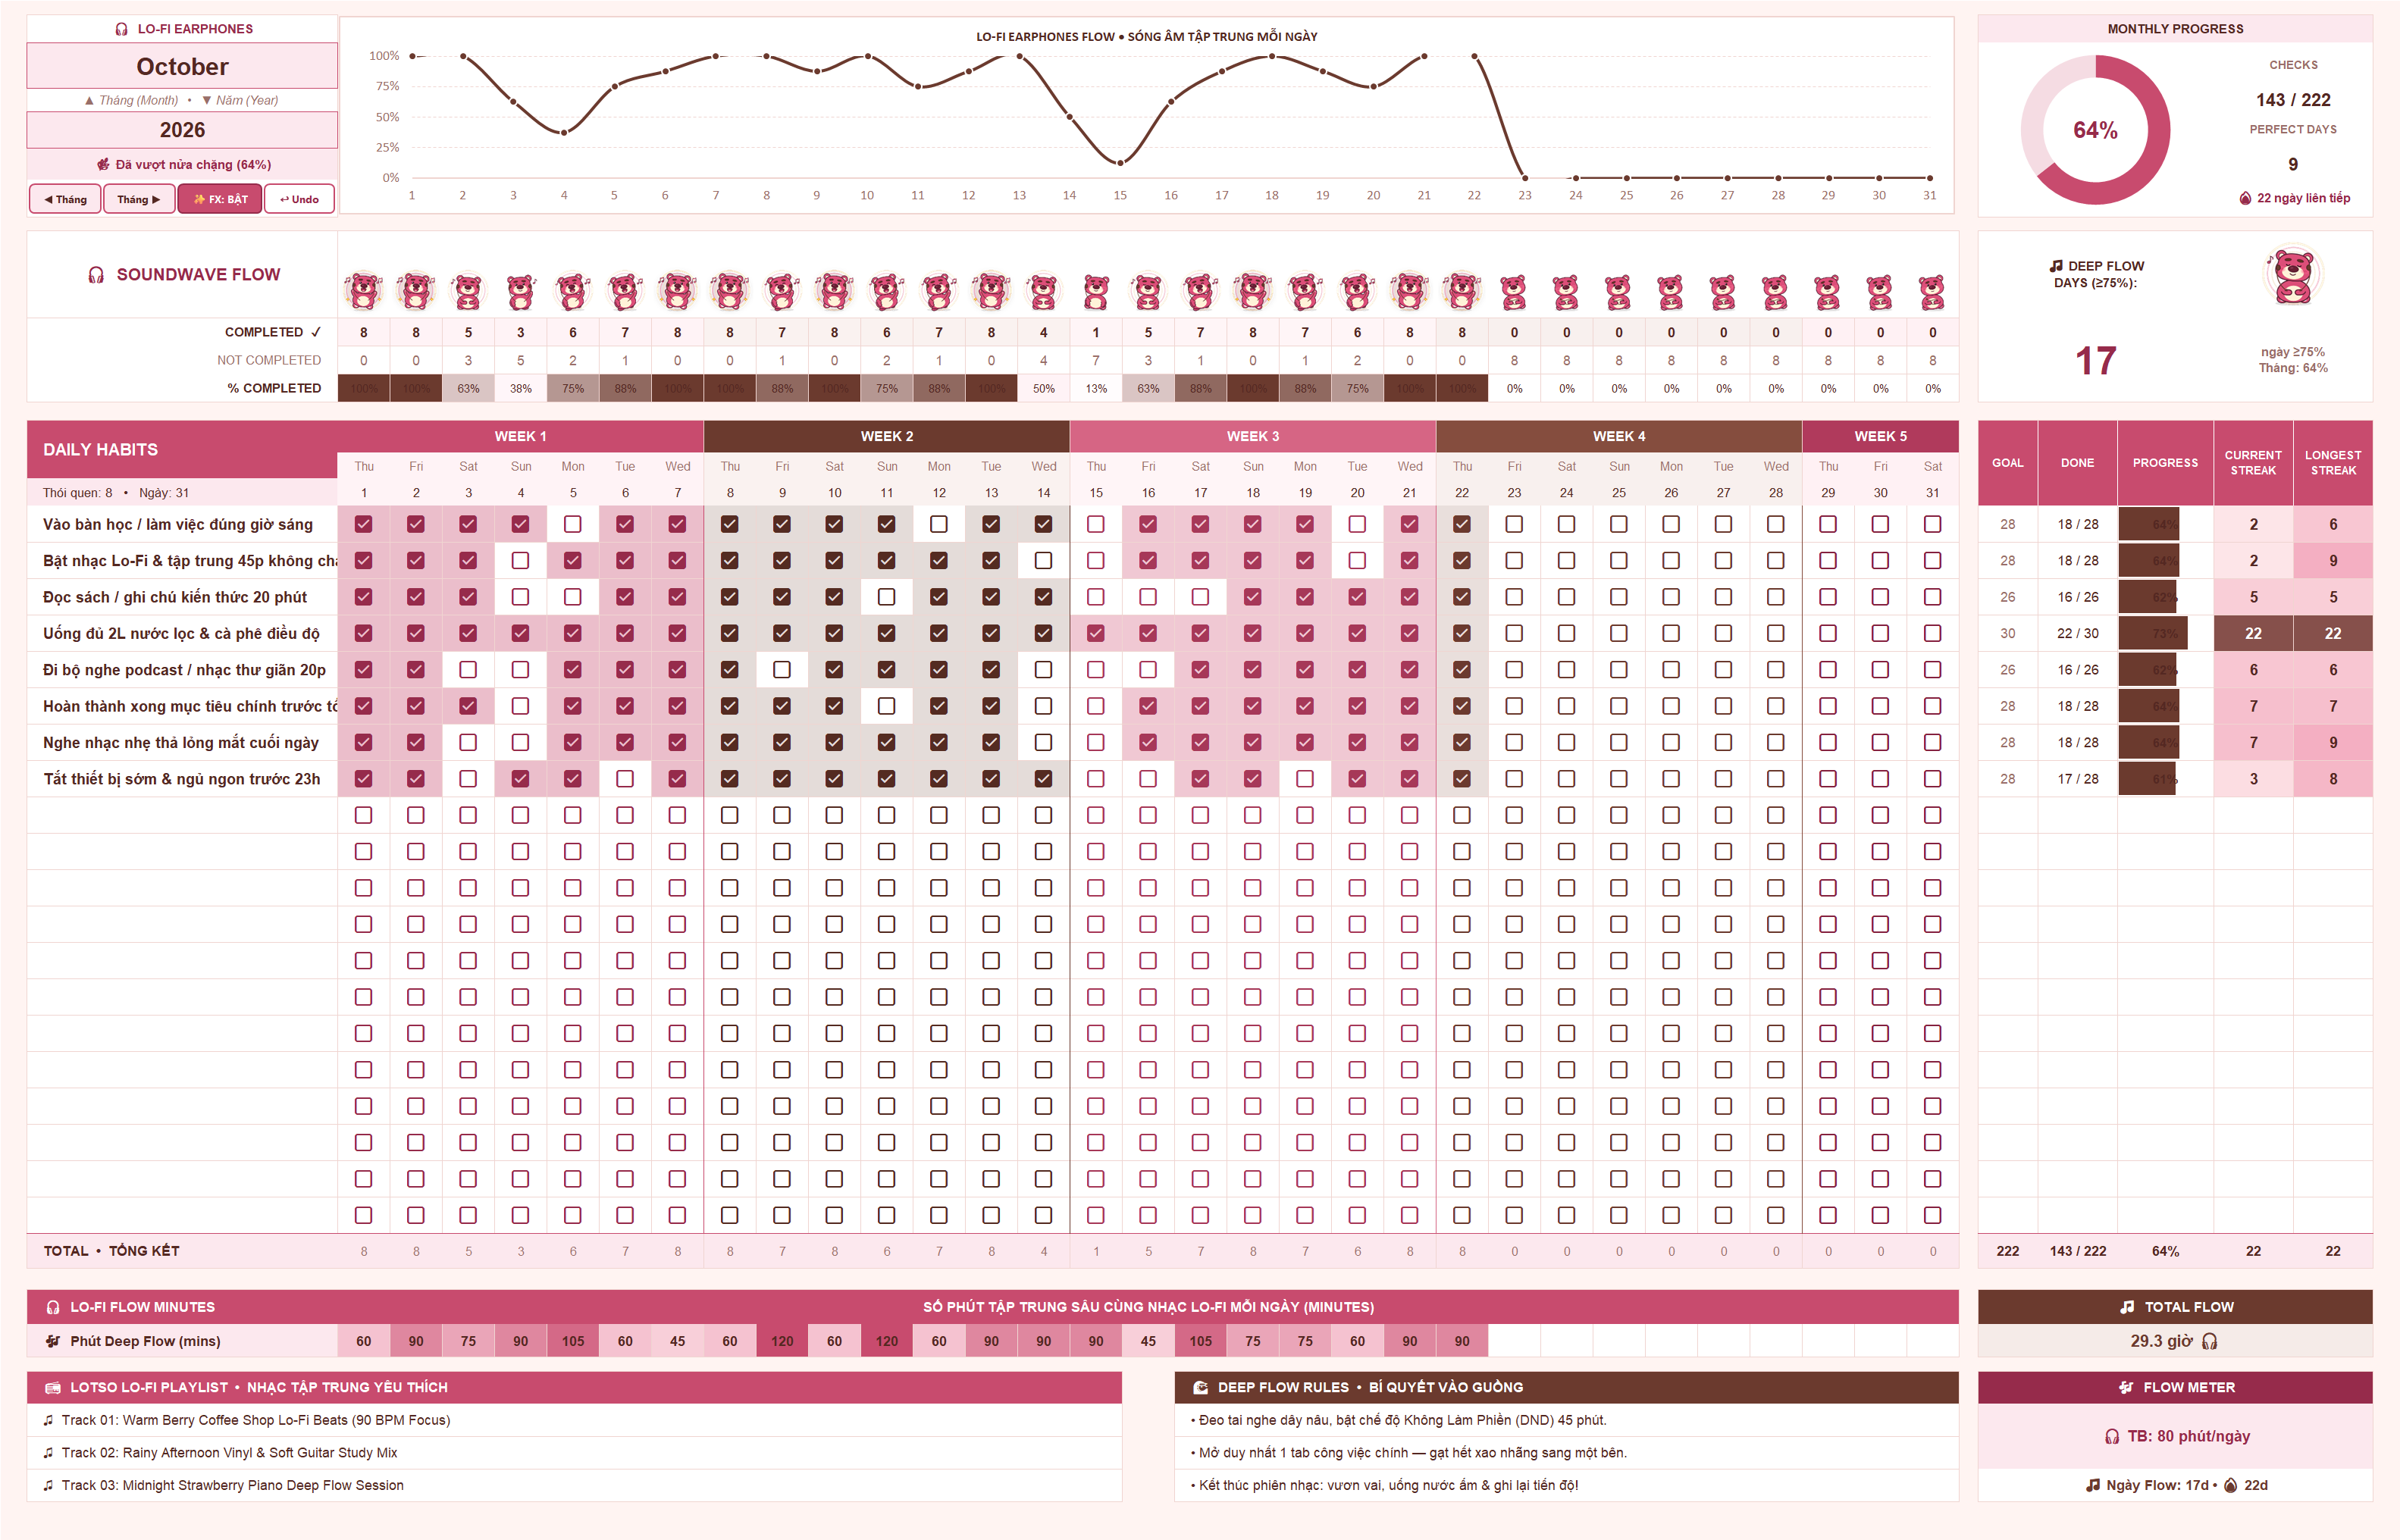 LO-FI EARPHONES
October
▲ Tháng (Month) • ▼ Năm (Year)
2026
Đã vượt nửa chặng (64%)
◀ Tháng Tháng ▶ FX: BẬT ↩ Undo
LO-FI EARPHONES FLOW • SÓNG ÂM TẬP TRUNG MỖI NGÀY
100%
75%
50%
25%
0%
1 2 3 4 5 6 7 8 9 10 11 12 13 14 15 16 17 18 19 20 21 22 23 24 25 26 27 28 29 30 31
MONTHLY PROGRESS
64%
CHECKS
143 / 222
PERFECT DAYS
9
22 ngày liên tiếp
SOUNDWAVE FLOW
COMPLETED ✓ 8 8 5 3 6 7 8 8 7 8 6 7 8 4 1 5 7 8 7 6 8 8 0 0 0 0 0 0 0 0 0
NOT COMPLETED 0 0 3 5 2 1 0 0 1 0 2 1 0 4 7 3 1 0 1 2 0 0 8 8 8 8 8 8 8 8 8
% COMPLETED 100% 100% 63% 38% 75% 88% 100% 100% 88% 100% 75% 88% 100% 50% 13% 63% 88% 100% 88% 75% 100% 100% 0% 0% 0% 0% 0% 0% 0% 0% 0%
DEEP FLOW
DAYS (≥75%):
17
ngày ≥75%
Tháng: 64%
DAILY HABITS
WEEK 1 WEEK 2 WEEK 3 WEEK 4 WEEK 5
Thu Fri Sat Sun Mon Tue Wed Thu Fri Sat Sun Mon Tue Wed Thu Fri Sat Sun Mon Tue Wed Thu Fri Sat Sun Mon Tue Wed Thu Fri Sat
Thói quen: 8 • Ngày: 31
1 2 3 4 5 6 7 8 9 10 11 12 13 14 15 16 17 18 19 20 21 22 23 24 25 26 27 28 29 30 31
GOAL DONE PROGRESS CURRENT STREAK LONGEST STREAK
Vào bàn học / làm việc đúng giờ sáng 28 18 / 28 64% 2 6
Bật nhạc Lo-Fi & tập trung 45p không chạ 28 18 / 28 64% 2 9
Đọc sách / ghi chú kiến thức 20 phút 26 16 / 26 62% 5 5
Uống đủ 2L nước lọc & cà phê điều độ 30 22 / 30 73% 22 22
Đi bộ nghe podcast / nhạc thư giãn 20p 26 16 / 26 62% 6 6
Hoàn thành xong mục tiêu chính trước tố 28 18 / 28 64% 7 7
Nghe nhạc nhẹ thả lỏng mắt cuối ngày 28 18 / 28 64% 7 9
Tắt thiết bị sớm & ngủ ngon trước 23h 28 17 / 28 61% 3 8
TOTAL • TỔNG KẾT 8 8 5 3 6 7 8 8 7 8 6 7 8 4 1 5 7 8 7 6 8 8 0 0 0 0 0 0 0 0 0 222 143 / 222 64% 22 22
LO-FI FLOW MINUTES
SỐ PHÚT TẬP TRUNG SÂU CÙNG NHẠC LO-FI MỖI NGÀY (MINUTES)
Phút Deep Flow (mins) 60 90 75 90 105 60 45 60 120 60 120 60 90 90 90 45 105 75 75 60 90 90
TOTAL FLOW
29.3 giờ
LOTSO LO-FI PLAYLIST • NHẠC TẬP TRUNG YÊU THÍCH
♫ Track 01: Warm Berry Coffee Shop Lo-Fi Beats (90 BPM Focus)
♫ Track 02: Rainy Afternoon Vinyl & Soft Guitar Study Mix
♫ Track 03: Midnight Strawberry Piano Deep Flow Session
DEEP FLOW RULES • BÍ QUYẾT VÀO GUỒNG
• Đeo tai nghe dây nâu, bật chế độ Không Làm Phiền (DND) 45 phút.
• Mở duy nhất 1 tab công việc chính — gạt hết xao nhãng sang một bên.
• Kết thúc phiên nhạc: vươn vai, uống nước ấm & ghi lại tiến độ!
FLOW METER
TB: 80 phút/ngày
Ngày Flow: 17d • 22d